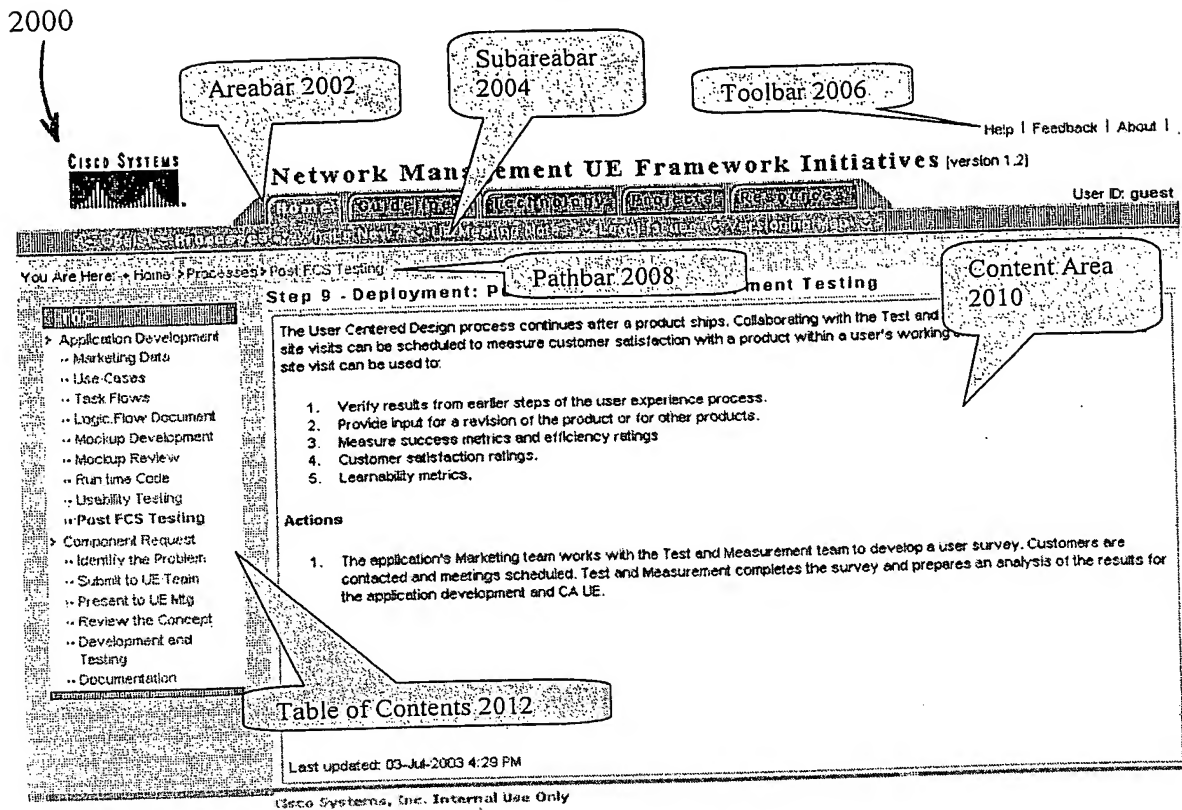 2000
Areabar 2002
Subareabar
2004
Toolbar 2006
Help | Feedback | About |
CISCO SYSTEMS
Network Management UE Framework Initiatives [version 1.2]
Home Guidelines Technology Projects Resources
User ID: guest
Processes
You Are Here: Home > Processes > Post FCS Testing
Pathbar 2008
Content Area
2010
Step 9 - Deployment: P ment Testing
TOC
The User Centered Design process continues after a product ships. Collaborating with the Test and
site visits can be scheduled to measure customer satisfaction with a product within a user's working
site visit can be used to:
1. Verify results from earlier steps of the user experience process.
2. Provide input for a revision of the product or for other products.
3. Measure success metrics and efficiency ratings
4. Customer satisfaction ratings.
5. Learnability metrics.
Actions
1. The application's Marketing team works with the Test and Measurement team to develop a user survey. Customers are
contacted and meetings scheduled. Test and Measurement completes the survey and prepares an analysis of the results for
the application development and CA UE.
Application Development
Marketing Data
Use-Cases
Task Flows
Logic Flow Document
Mockup Development
Mockup Review
Run time Code
Usability Testing
Post FCS Testing
Component Request
Identify the Problem
Submit to UE Team
Present to UE Mtg
Review the Concept
Development and
Testing
Documentation
Table of Contents 2012
Last updated: 03-Jul-2003 4:29 PM
Cisco Systems, Inc. Internal Use Only